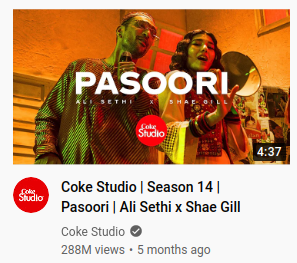 PASOORI
ALI SETHI x SHAE GILL
Coke Studio
4:37
Coke Studio
Coke Studio | Season 14 |
Pasoori | Ali Sethi x Shae Gill
Coke Studio
288M views • 5 months ago